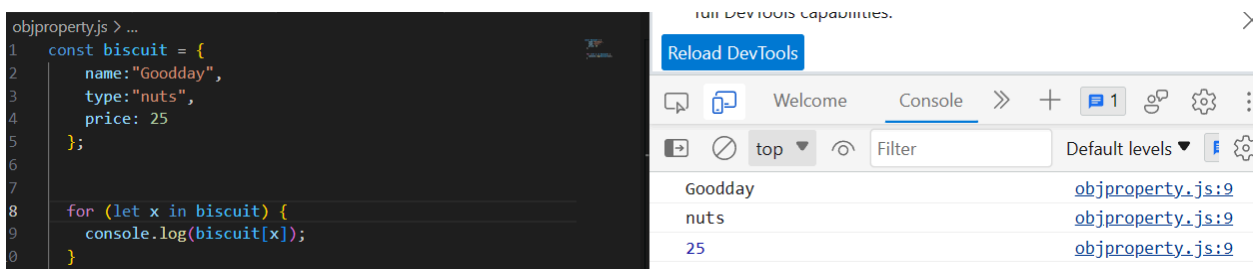 objproperty.js > ...
1 const biscuit = {
2 name:"Goodday",
3 type:"nuts",
4 price: 25
5 };
6
7
8 for (let x in biscuit) {
9 console.log(biscuit[x]);
0 }
full DevTools capabilities.
Reload DevTools
Welcome Console 1
top Filter Default levels
Goodday objproperty.js:9
nuts objproperty.js:9
25 objproperty.js:9